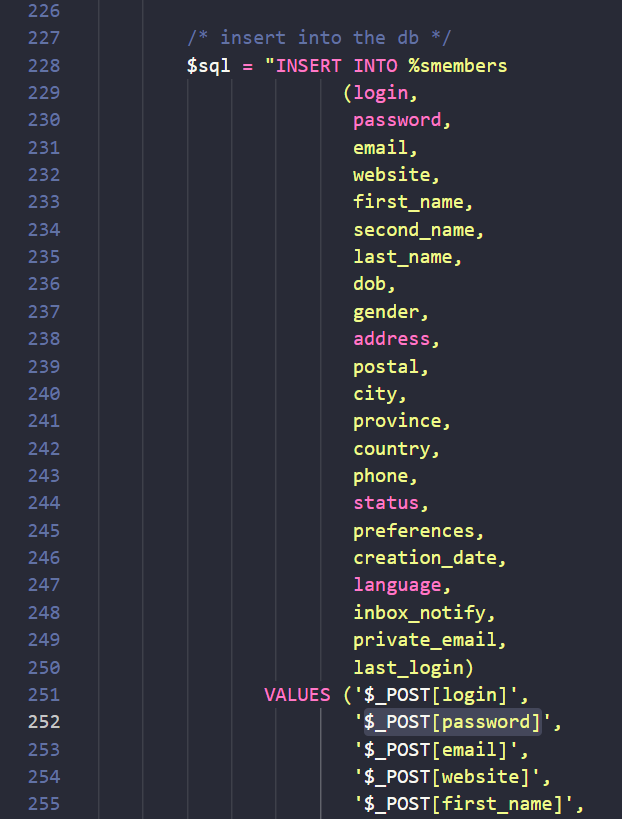 226
227 /* insert into the db */
228 $sql = "INSERT INTO %smembers
229 (login,
230 password,
231 email,
232 website,
233 first_name,
234 second_name,
235 last_name,
236 dob,
237 gender,
238 address,
239 postal,
240 city,
241 province,
242 country,
243 phone,
244 status,
245 preferences,
246 creation_date,
247 language,
248 inbox_notify,
249 private_email,
250 last_login)
251 VALUES ('$_POST[login]',
252 '$_POST[password]',
253 '$_POST[email]',
254 '$_POST[website]',
255 '$_POST[first_name]',